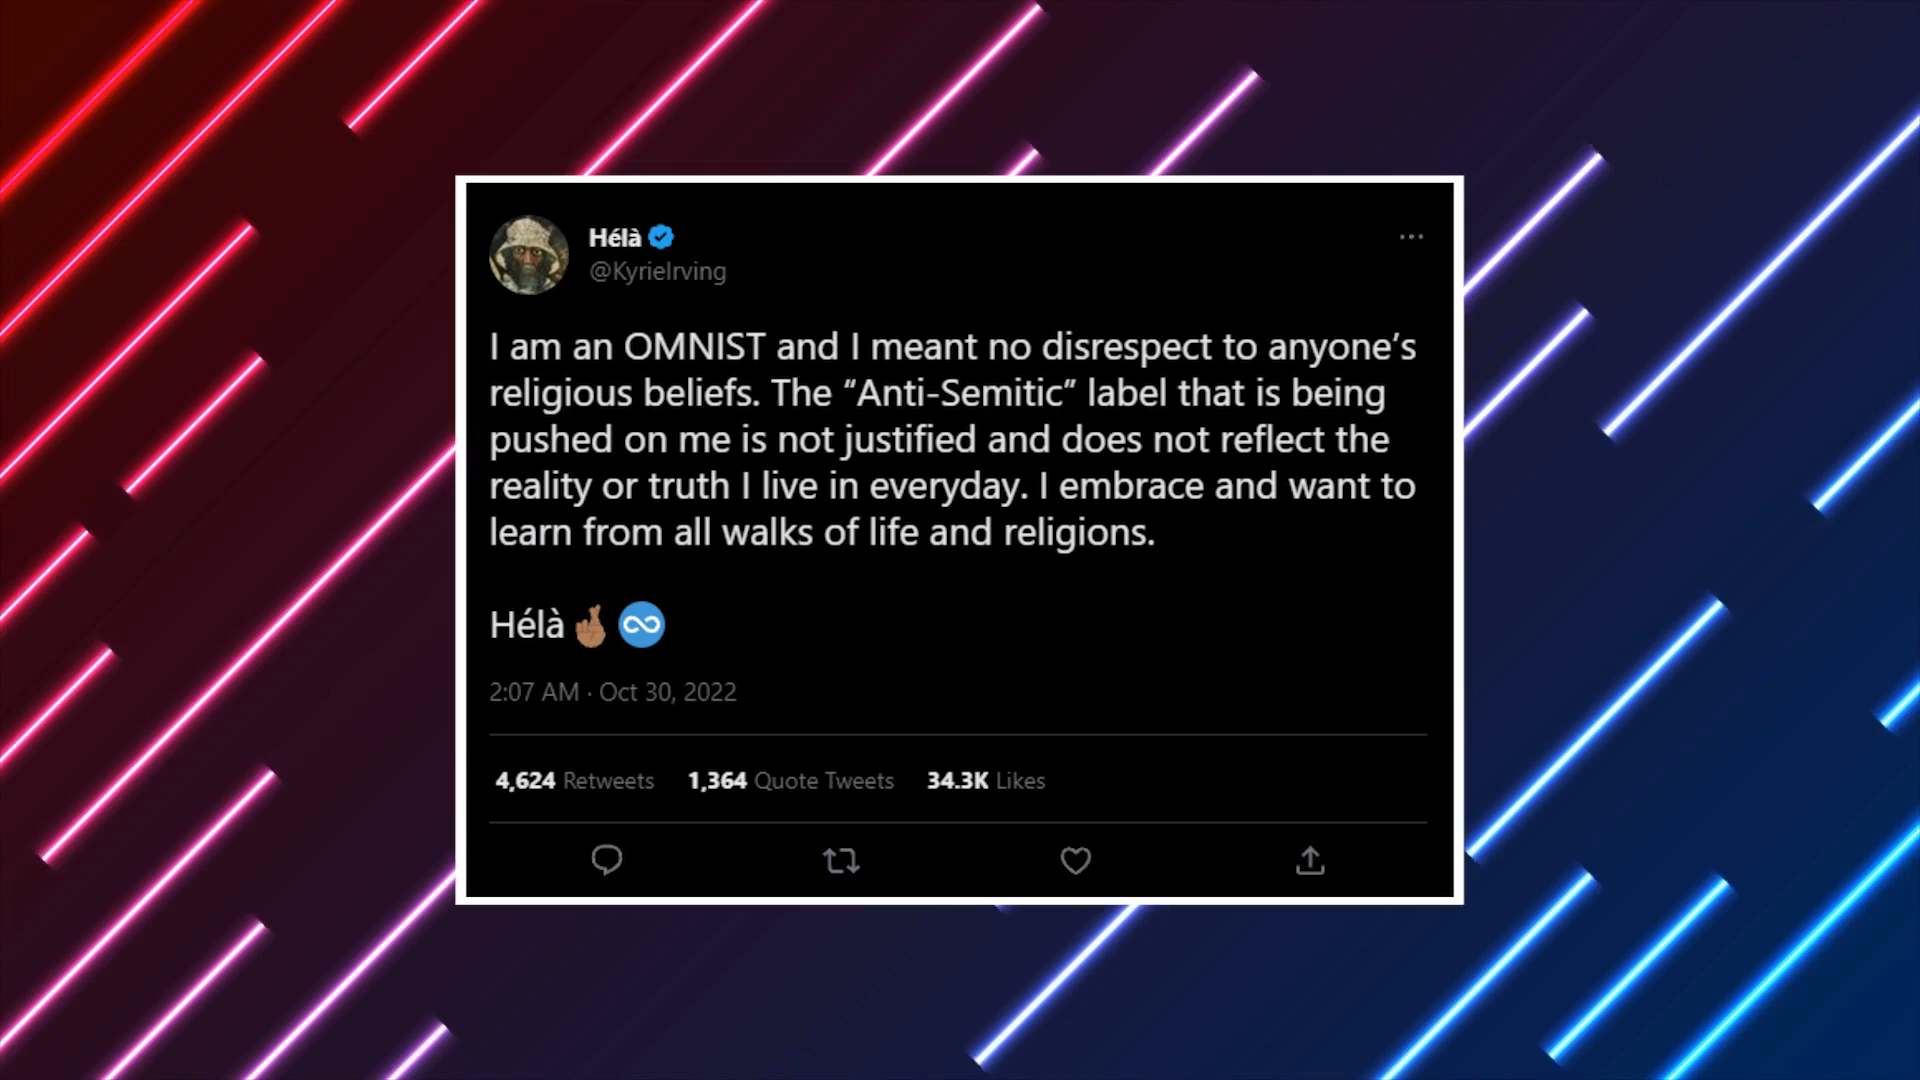 Hélà
@KyrieIrving
I am an OMNIST and I meant no disrespect to anyone’s
religious beliefs. The “Anti-Semitic” label that is being
pushed on me is not justified and does not reflect the
reality or truth I live in everyday. I embrace and want to
learn from all walks of life and religions.
Hélà🤞🏽♾
2:07 AM · Oct 30, 2022
4,624 Retweets 1,364 Quote Tweets 34.3K Likes